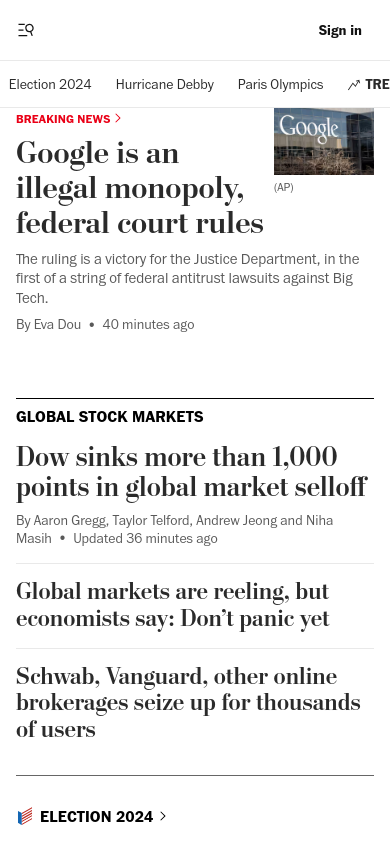 Sign in
Election 2024 Hurricane Debby Paris Olympics TRE
BREAKING NEWS
Google is an
illegal monopoly,
federal court rules
Google
(AP)
The ruling is a victory for the Justice Department, in the
first of a string of federal antitrust lawsuits against Big
Tech.
By Eva Dou • 40 minutes ago
GLOBAL STOCK MARKETS
Dow sinks more than 1,000
points in global market selloff
By Aaron Gregg, Taylor Telford, Andrew Jeong and Niha
Masih • Updated 36 minutes ago
Global markets are reeling, but
economists say: Don’t panic yet
Schwab, Vanguard, other online
brokerages seize up for thousands
of users
ELECTION 2024